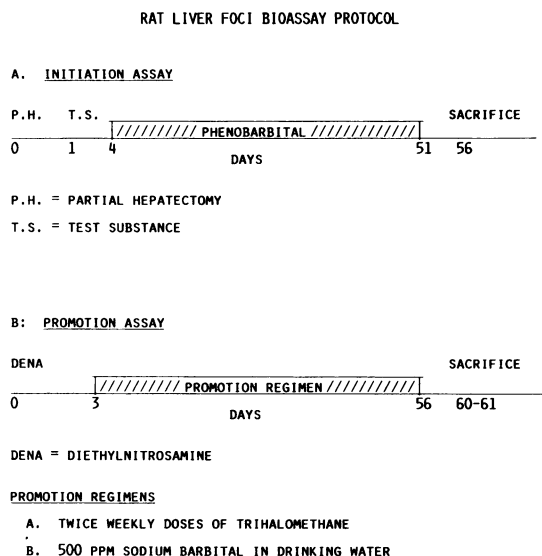 RAT LIVER FOCI BIOASSAY PROTOCOL
A. INITIATION ASSAY
P.H. T.S. SACRIFICE
////////// PHENOBARBITAL /////////////
0 1 4 51 56
DAYS
P.H. = PARTIAL HEPATECTOMY
T.S. = TEST SUBSTANCE
B: PROMOTION ASSAY
DENA SACRIFICE
////////// PROMOTION REGIMEN ///////////
0 3 56 60-61
DAYS
DENA = DIETHYLNITROSAMINE
PROMOTION REGIMENS
A. TWICE WEEKLY DOSES OF TRIHALOMETHANE
B. 500 PPM SODIUM BARBITAL IN DRINKING WATER